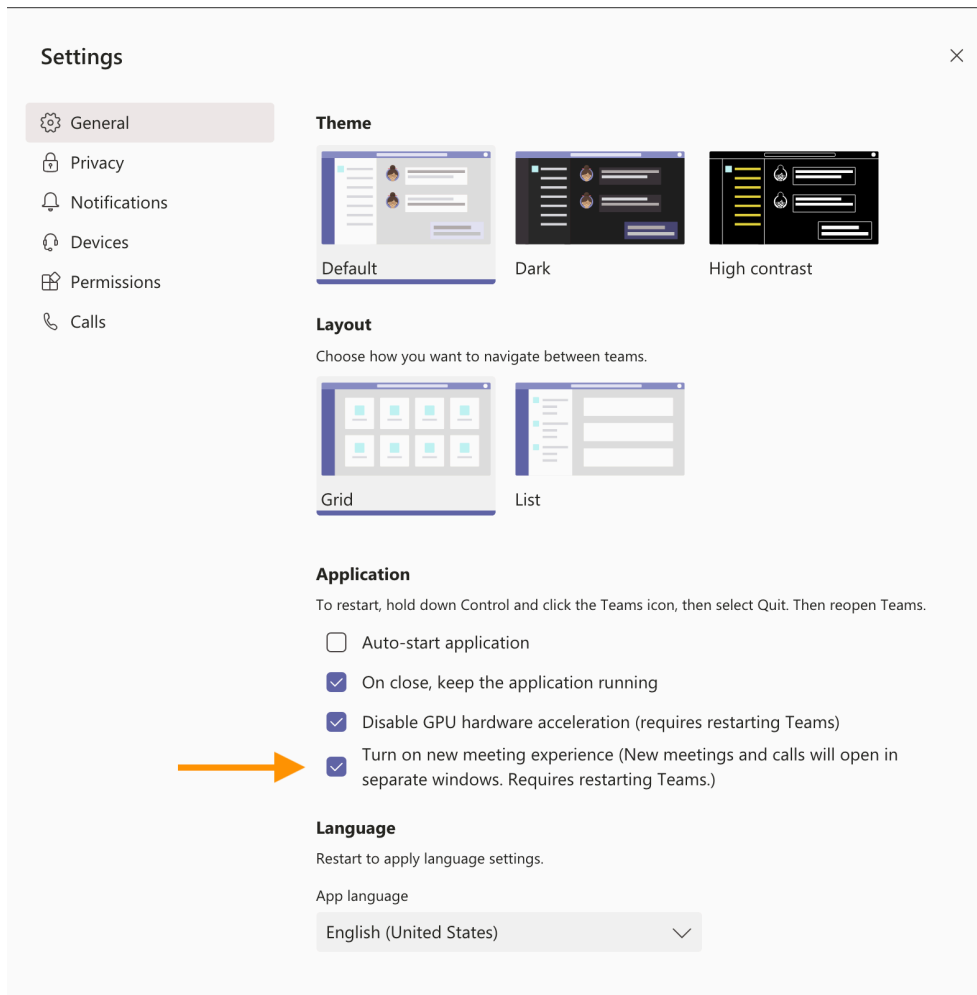 Settings
General
Privacy
Notifications
Devices
Permissions
Calls
Theme
Default
Dark
High contrast
Layout
Choose how you want to navigate between teams.
Grid
List
Application
To restart, hold down Control and click the Teams icon, then select Quit. Then reopen Teams.
Auto-start application
On close, keep the application running
Disable GPU hardware acceleration (requires restarting Teams)
Turn on new meeting experience (New meetings and calls will open in
separate windows. Requires restarting Teams.)
Language
Restart to apply language settings.
App language
English (United States)